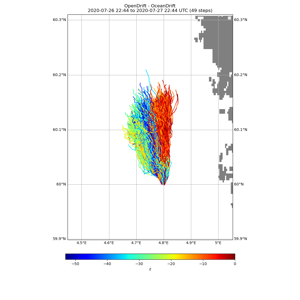 OpenDrift - OceanDrift
2020-07-26 22:44 to 2020-07-27 22:44 UTC (49 steps)
60.3°N 60.3°N
60.2°N 60.2°N
60.1°N 60.1°N
60°N 60°N
59.9°N 59.9°N
4.5°E 4.6°E 4.7°E 4.8°E 4.9°E 5°E
−50 −40 −30 −20 −10 0
z